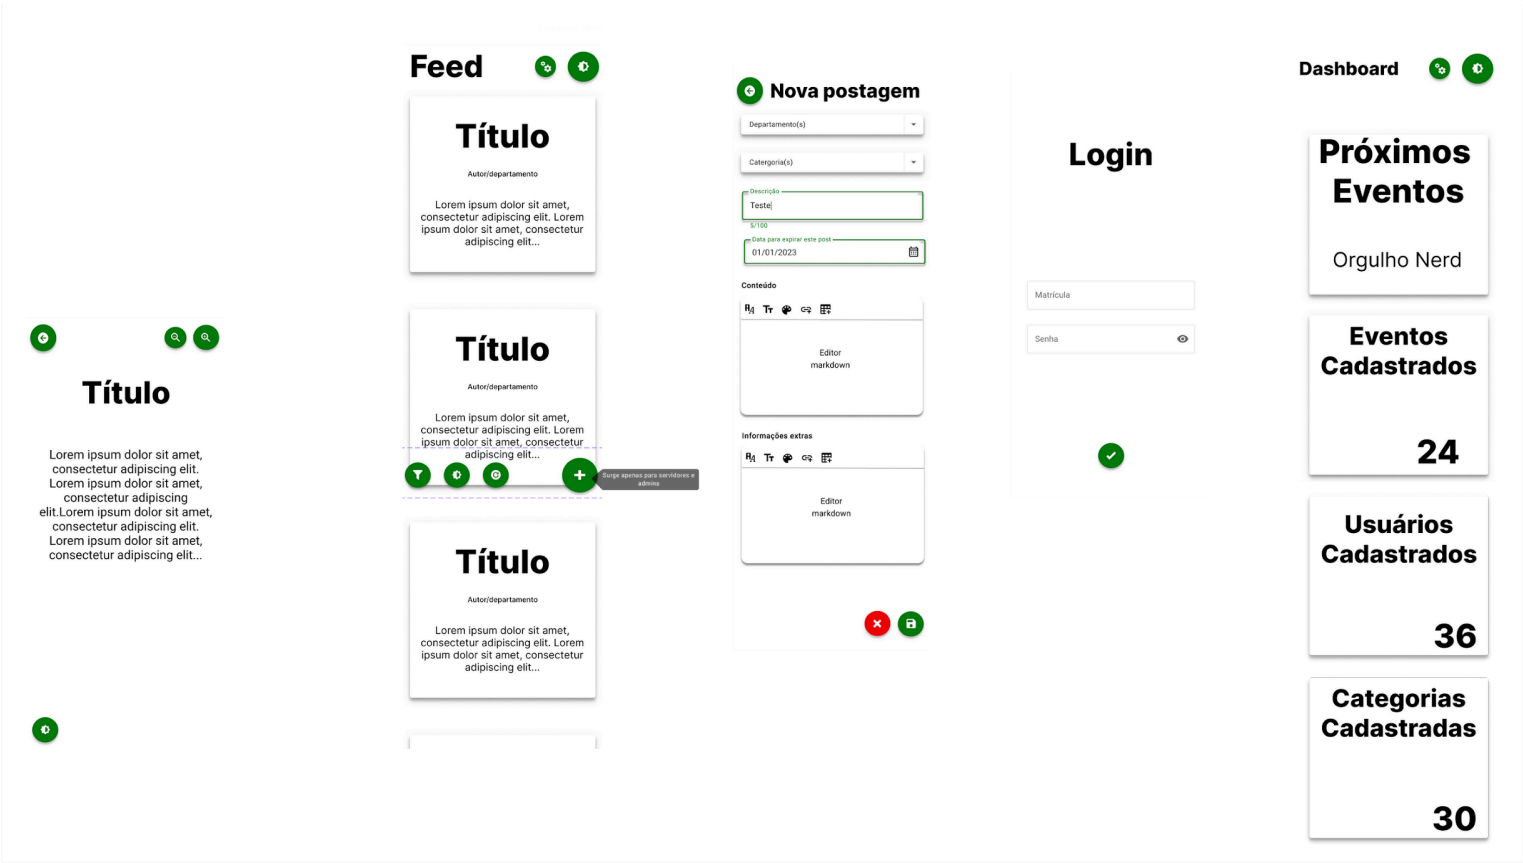 Título
Lorem ipsum dolor sit amet,
consectetur adipiscing elit.
Lorem ipsum dolor sit amet,
consectetur adipiscing
elit.Lorem ipsum dolor sit amet,
consectetur adipiscing elit.
Lorem ipsum dolor sit amet,
consectetur adipiscing elit...
Feed
Título
Autor/departamento
Lorem ipsum dolor sit amet,
consectetur adipiscing elit. Lorem
ipsum dolor sit amet, consectetur
adipiscing elit...
Título
Autor/departamento
Lorem ipsum dolor sit amet,
consectetur adipiscing elit. Lorem
ipsum dolor sit amet, consectetur
adipiscing elit...
Surge apenas para servidores e
admins
Título
Autor/departamento
Lorem ipsum dolor sit amet,
consectetur adipiscing elit. Lorem
ipsum dolor sit amet, consectetur
adipiscing elit...
Nova postagem
Departamento(s)
Catergoria(s)
Descrição
Teste
5/100
Data para expirar este post
01/01/2023
Conteúdo
Editor
markdown
Informações extras
Editor
markdown
Login
Matrícula
Senha
Dashboard
Próximos
Eventos
Orgulho Nerd
Eventos
Cadastrados
24
Usuários
Cadastrados
36
Categorias
Cadastradas
30